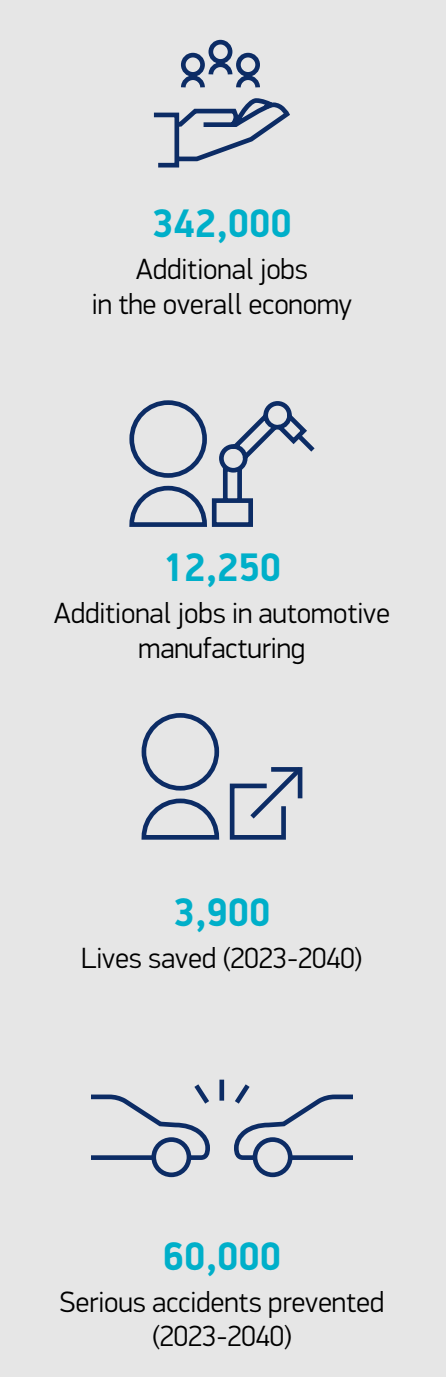 342,000
Additional jobs
in the overall economy
12,250
Additional jobs in automotive
manufacturing
3,900
Lives saved (2023-2040)
60,000
Serious accidents prevented
(2023-2040)